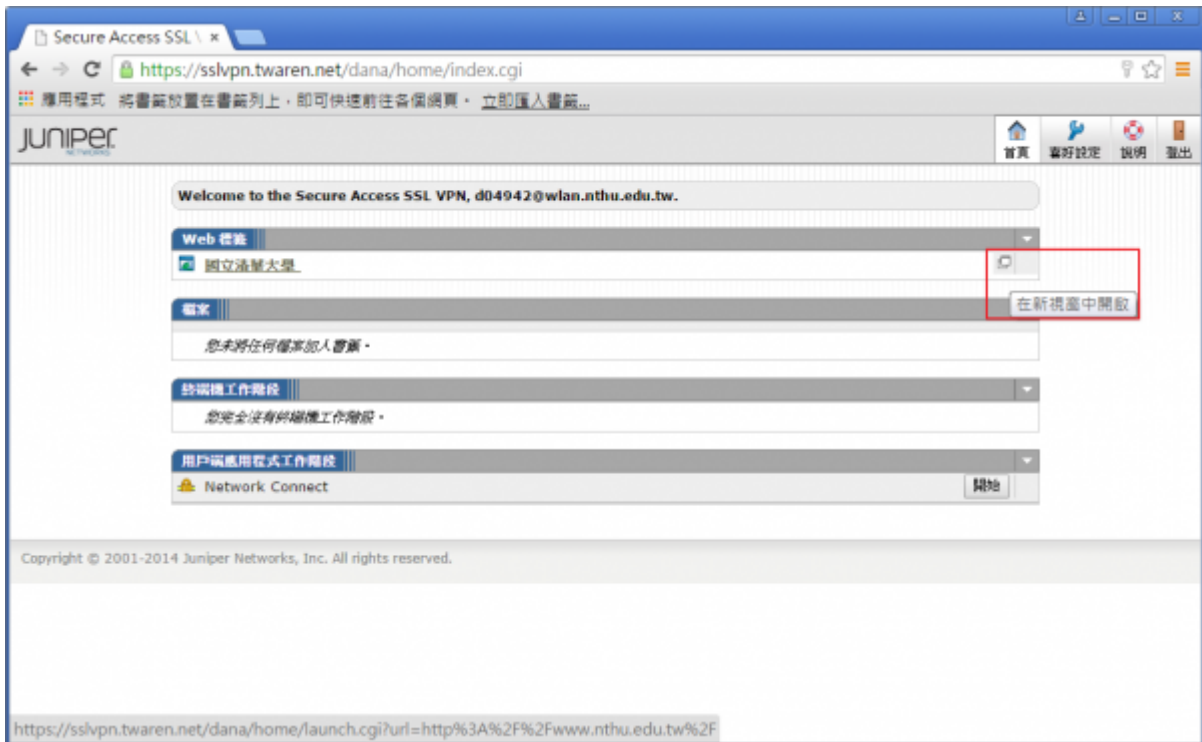 Secure Access SSL \ ×
https://sslvpn.twaren.net/dana/home/index.cgi
應用程式 將書籤放置在書籤列上，即可快速前往各個網頁。 立即匯入書籤...
JUNIPER
NETWORKS
首頁 喜好設定 說明 登出
Welcome to the Secure Access SSL VPN, d04942@wlan.nthu.edu.tw.
Web 標籤
國立清華大學
在新視窗中開啟
檔案
您未將任何檔案加入書籤。
終端機工作階段
您完全沒有終端機工作階段。
用戶端應用程式工作階段
Network Connect 開始
Copyright © 2001-2014 Juniper Networks, Inc. All rights reserved.
https://sslvpn.twaren.net/dana/home/launch.cgi?url=http%3A%2F%2Fwww.nthu.edu.tw%2F